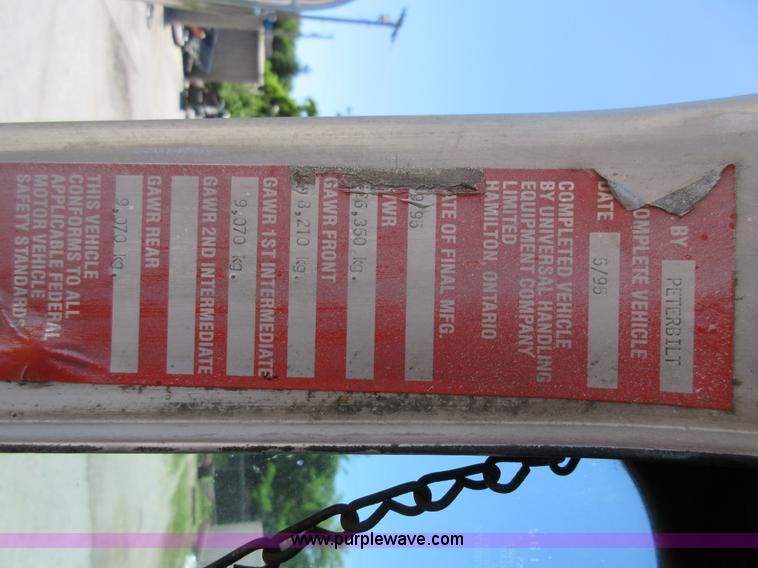 BY PETERBILT
COMPLETE VEHICLE
DATE 5/95
COMPLETED VEHICLE
BY UNIVERSAL HANDLING
EQUIPMENT COMPANY
LIMITED
HAMILTON, ONTARIO
DATE OF FINAL MFG.
/95
GVWR
6,350 kg.
GAWR FRONT
8,210 kg.
GAWR 1ST INTERMEDIATE
9,070 kg.
GAWR 2ND INTERMEDIATE
GAWR REAR
9,070 kg.
THIS VEHICLE
CONFORMS TO ALL
APPLICABLE FEDERAL
MOTOR VEHICLE
SAFETY STANDARDS
www.purplewave.com